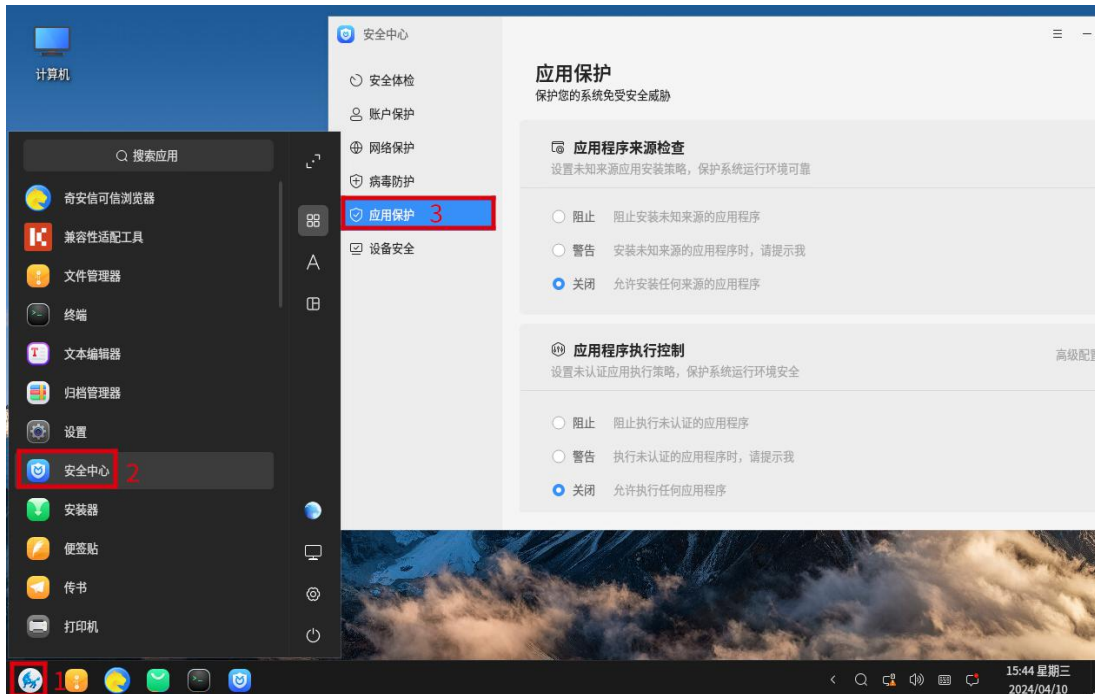 计算机
安全中心
安全体检
账户保护
网络保护
病毒防护
应用保护 3
设备安全
应用保护
保护您的系统免受安全威胁
应用程序来源检查
设置未知来源应用安装策略，保护系统运行环境可靠
阻止 阻止安装未知来源的应用程序
警告 安装未知来源的应用程序时，请提示我
关闭 允许安装任何来源的应用程序
应用程序执行控制
高级配置
设置未认证应用执行策略，保护系统运行环境安全
阻止 阻止执行未认证的应用程序
警告 执行未认证的应用程序时，请提示我
关闭 允许执行任何应用程序
搜索应用
奇安信可信浏览器
兼容性适配工具
文件管理器
终端
文本编辑器
归档管理器
设置
安全中心 2
安装器
便签贴
传书
打印机
A
1
15:44 星期三
2024/04/10